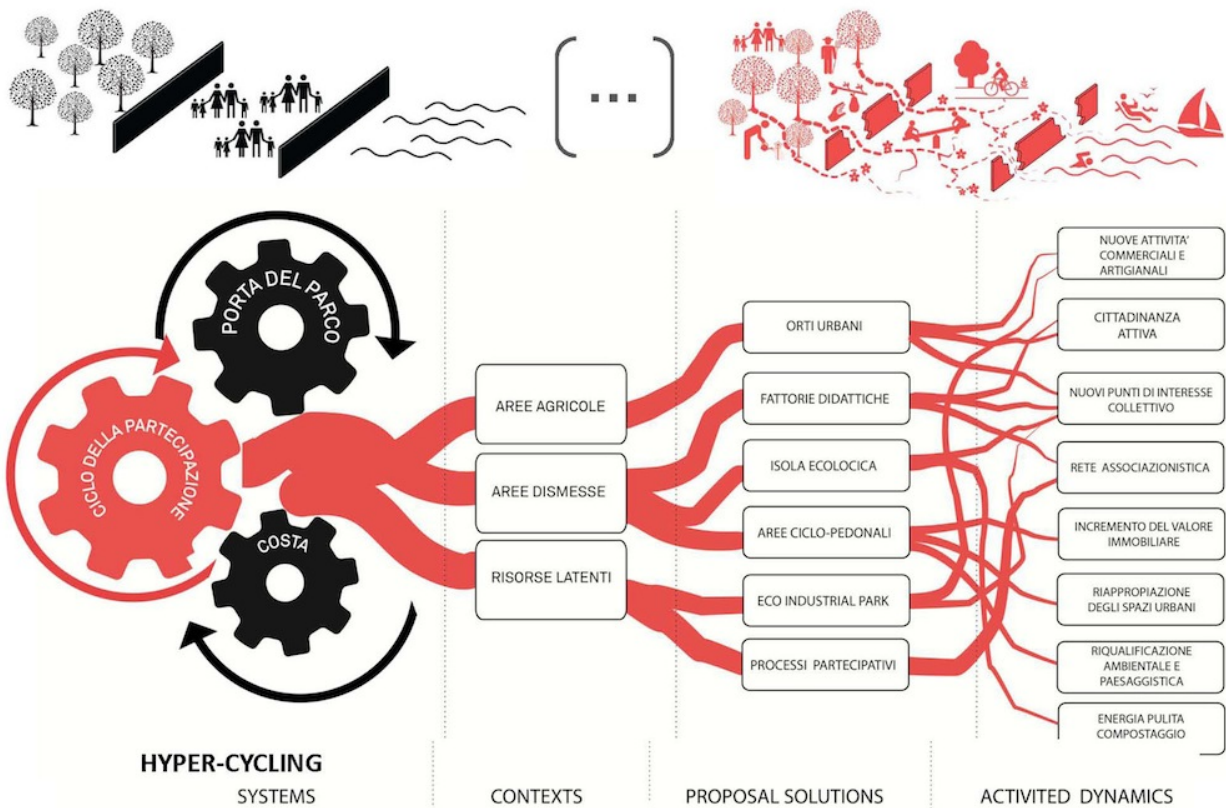 ...
PORTA DEL PARCO
CICLO DELLA PARTECIPAZIONE
COSTA
AREE AGRICOLE
AREE DISMESSE
RISORSE LATENTI
ORTI URBANI
FATTORIE DIDATTICHE
ISOLA ECOLOCICA
AREE CICLO-PEDONALI
ECO INDUSTRIAL PARK
PROCESSI PARTECIPATIVI
NUOVE ATTIVITA'
COMMERCIALI E
ARTIGIANALI
CITTADINANZA
ATTIVA
NUOVI PUNTI DI INTERESSE
COLLETTIVO
RETE ASSOCIAZIONISTICA
INCREMENTO DEL VALORE
IMMOBILIARE
RIAPPROPIAZIONE
DEGLI SPAZI URBANI
RIQUALIFICAZIONE
AMBIENTALE E
PAESAGGISTICA
ENERGIA PULITA
COMPOSTAGGIO
HYPER-CYCLING
SYSTEMS
CONTEXTS
PROPOSAL SOLUTIONS
ACTIVITED DYNAMICS